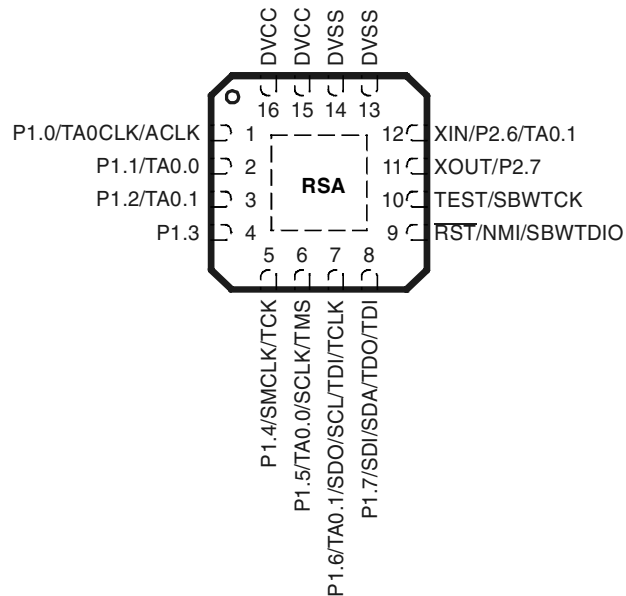 DVCC
DVCC
DVSS
DVSS
16
15
14
13
P1.0/TA0CLK/ACLK
1
P1.1/TA0.0
2
P1.2/TA0.1
3
P1.3
4
RSA
12
XIN/P2.6/TA0.1
11
XOUT/P2.7
10
TEST/SBWTCK
9
RST/NMI/SBWTDIO
5
6
7
8
P1.4/SMCLK/TCK
P1.5/TA0.0/SCLK/TMS
P1.6/TA0.1/SDO/SCL/TDI/TCLK
P1.7/SDI/SDA/TDO/TDI